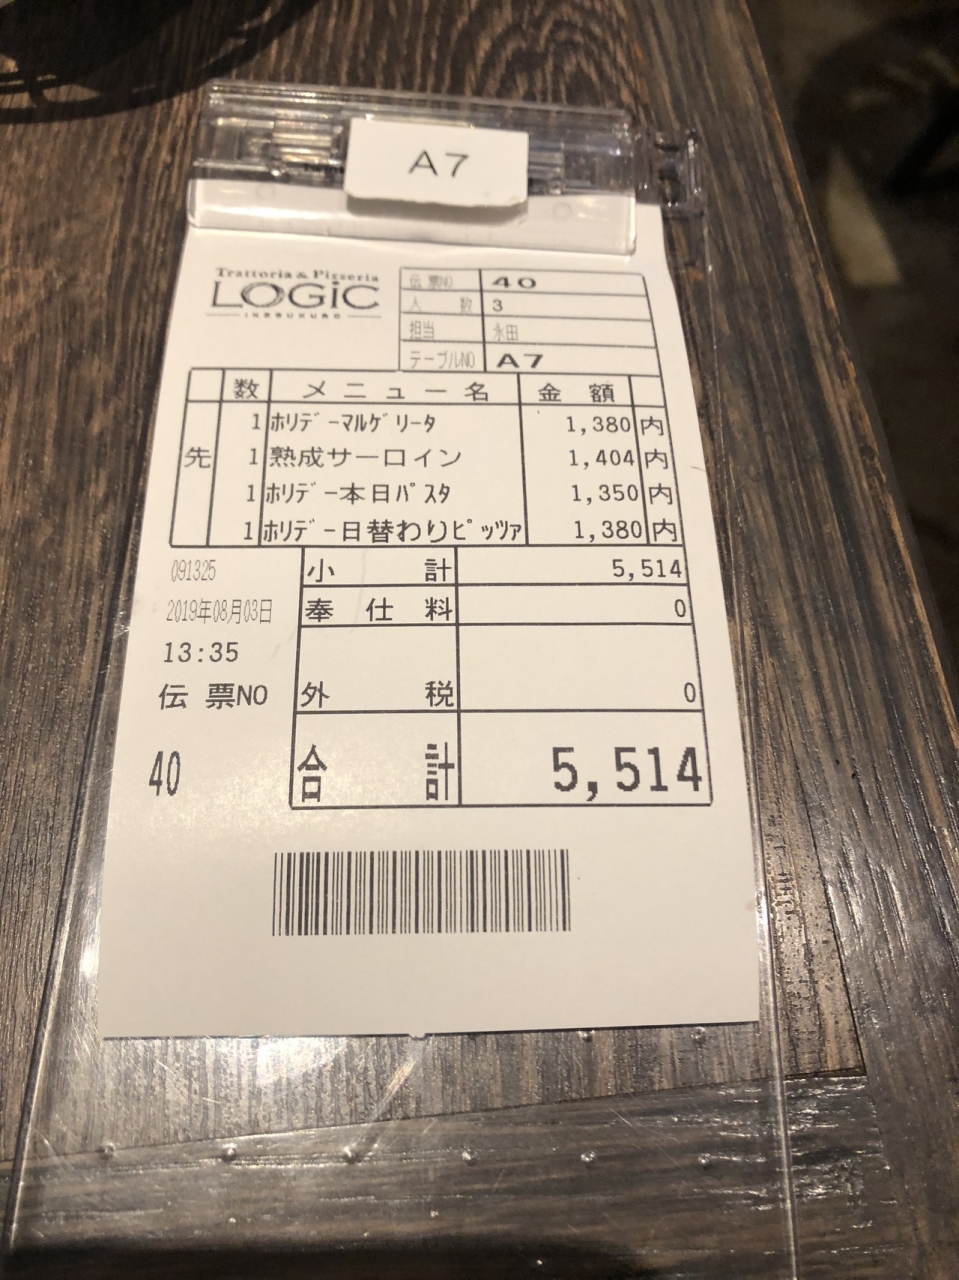 A7
Trattoria & Pizzeria
LOGiC
IKEBUKURO
伝票NO 40
人数 3
担当 永田
テーブルNO A7
数 メニュー名 金額
1 ﾎﾘﾃﾞｰﾏﾙｹﾞﾘｰﾀ 1,380 内
先 1 熟成サーロイン 1,404 内
1 ﾎﾘﾃﾞｰ本日ﾊﾟｽﾀ 1,350 内
1 ﾎﾘﾃﾞｰ日替わりﾋﾟｯﾂｧ 1,380 内
091325 小計 5,514
2019年08月03日 奉仕料 0
13:35
伝票NO 外税 0
40 合計 5,514